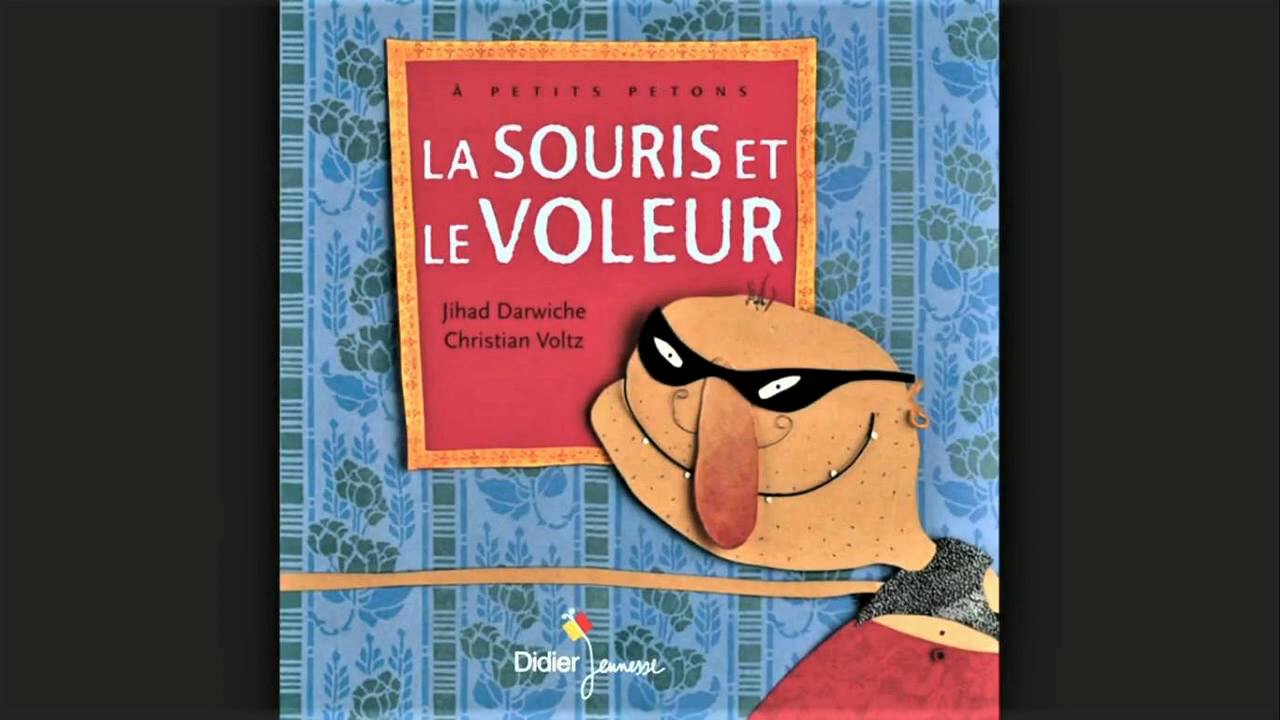 À PETITS PETONS
LA SOURIS ET
LE VOLEUR
Jihad Darwiche
Christian Voltz
Didier Jeunesse